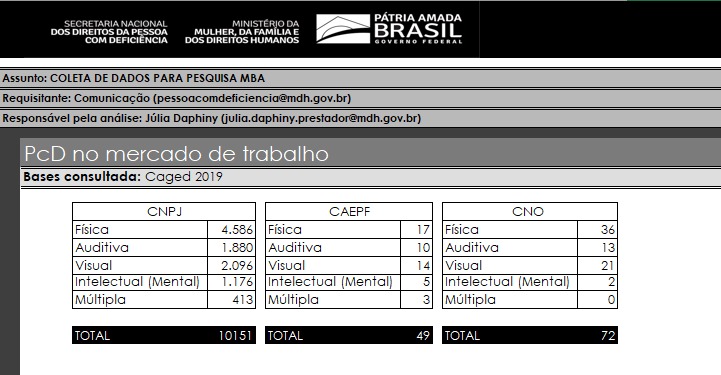 SECRETARIA NACIONAL
DOS DIREITOS DA PESSOA
COM DEFICIÊNCIA
MINISTÉRIO DA
MULHER, DA FAMÍLIA E
DOS DIREITOS HUMANOS
PÁTRIA AMADA
BRASIL
GOVERNO FEDERAL
Assunto: COLETA DE DADOS PARA PESQUISA MBA
Requisitante: Comunicação (pessoacomdeficiencia@mdh.gov.br)
Responsável pela análise: Júlia Daphiny (julia.daphiny.prestador@mdh.gov.br)
PcD no mercado de trabalho
Bases consultada: Caged 2019
CNPJ CAEPF CNO
Física 4.586 Física 17 Física 36
Auditiva 1.880 Auditiva 10 Auditiva 13
Visual 2.096 Visual 14 Visual 21
Intelectual (Mental) 1.176 Intelectual (Mental) 5 Intelectual (Mental) 2
Múltipla 413 Múltipla 3 Múltipla 0
TOTAL 10151 TOTAL 49 TOTAL 72